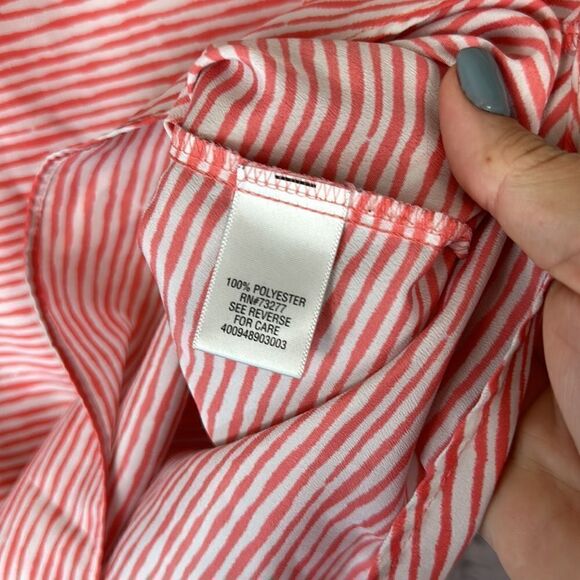 100% POLYESTER
RN#73277
SEE REVERSE
FOR CARE
400948903003